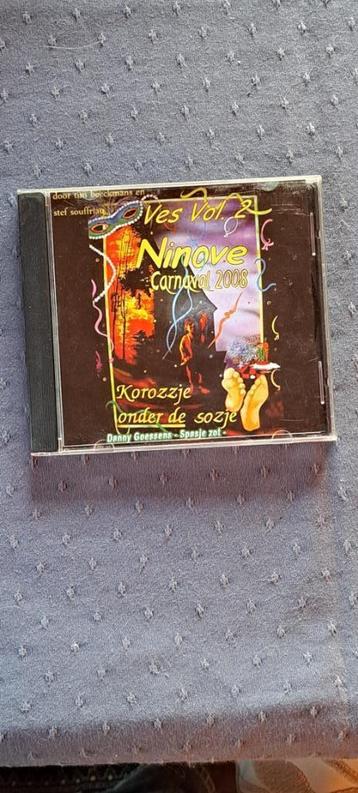 door tim beeckmans en
stef souffriau
Ves Vol. 2
Ninove
Carnaval 2008
Korozzje
onder de sozje
Danny Goessens - Spasje zot -